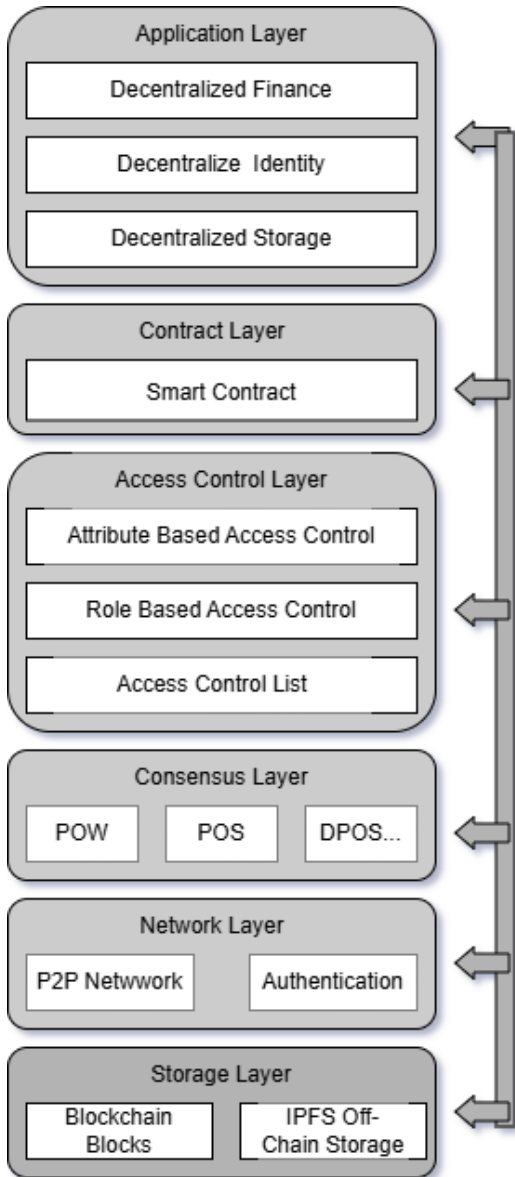 Application Layer
Decentralized Finance
Decentralize Identity
Decentralized Storage
Contract Layer
Smart Contract
Access Control Layer
Attribute Based Access Control
Role Based Access Control
Access Control List
Consensus Layer
POW POS DPOS...
Network Layer
P2P Netwwork Authentication
Storage Layer
Blockchain
Blocks
IPFS Off-
Chain Storage